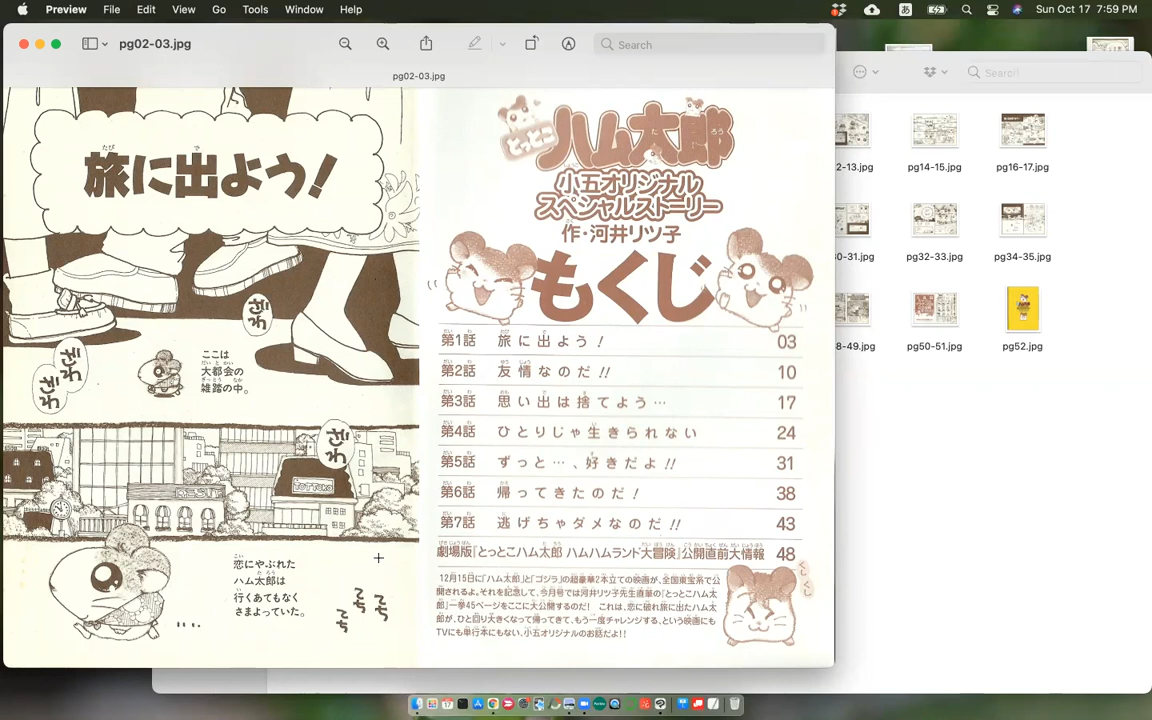 Preview File Edit View Go Tools Window Help
Sun Oct 17 7:59 PM
pg02-03.jpg
Search
pg02-03.jpg
Search
旅に出よう!
ざわ
ざわ
ざわ
ここは
大都会の
雑踏の中。
ざわ
TOTTOKO
恋にやぶれた
ハム太郎は
行くあてもなく
さまよっていた。
....
てち
てち
てち
とっとこ
ハム太郎
小五オリジナル
スペシャルストーリー
作・河井リツ子
もくじ
第1話 旅に出よう! 03
第2話 友情なのだ!! 10
第3話 思い出は捨てよう… 17
第4話 ひとりじゃ生きられない 24
第5話 ずっと…、好きだよ!! 31
第6話 帰ってきたのだ! 38
第7話 逃げちゃダメなのだ!! 43
劇場版『とっとこハム太郎 ハムハムランド大冒険』公開直前大情報 48
12月15日に『ハム太郎』と『ゴジラ』の超豪華2本立ての映画が、全国東宝系で公
開されるよ。それを記念して、今月号では河井リツ子先生直筆の『とっとこハム太
郎』一挙45ページをここに大公開するのだ! これは、恋に破れ旅に出たハム太
郎が、ひと回り大きくなって帰ってきて、もう一度チャレンジする、という映画にも
TVにも単行本にもない、小五オリジナルのお話だよ!!
くし
くし
2-13.jpg
pg14-15.jpg
pg16-17.jpg
0-31.jpg
pg32-33.jpg
pg34-35.jpg
8-49.jpg
pg50-51.jpg
pg52.jpg